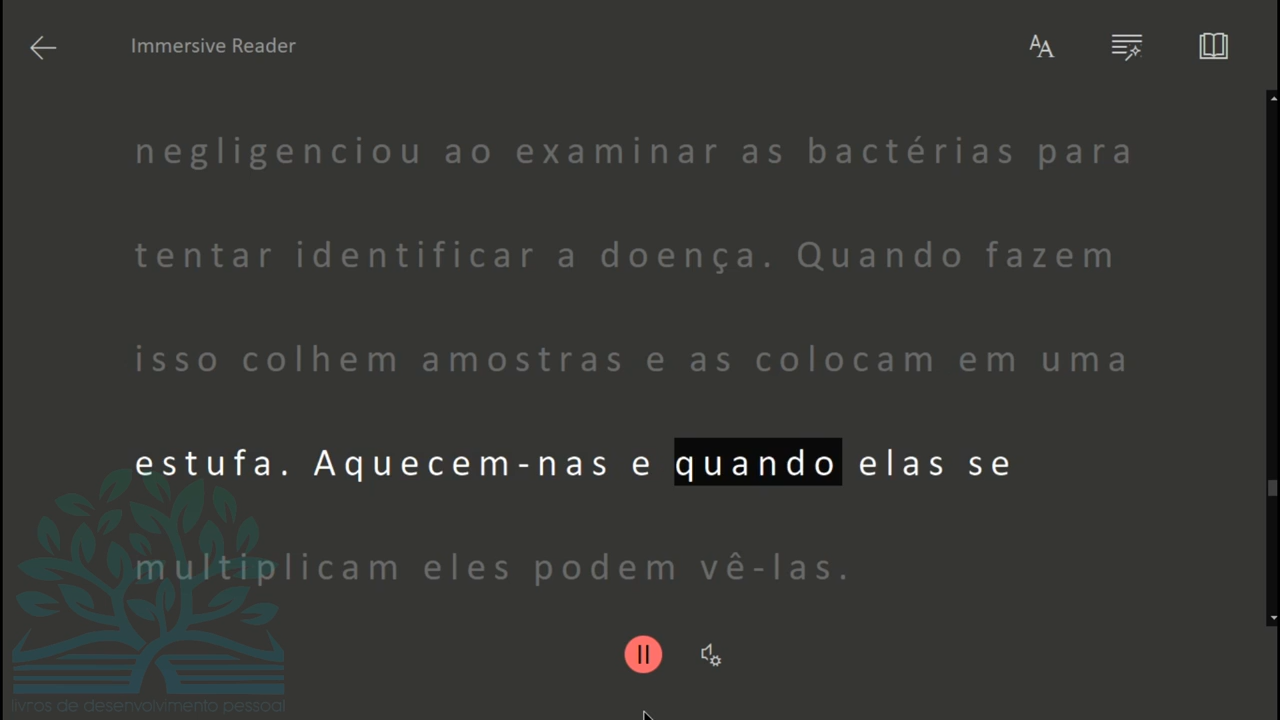 Immersive Reader
negligenciou ao examinar as bactérias para
tentar identificar a doença. Quando fazem
isso colhem amostras e as colocam em uma
estufa. Aquecem-nas e quando elas se
multiplicam eles podem vê-las.
livros de desenvolvimento pessoal